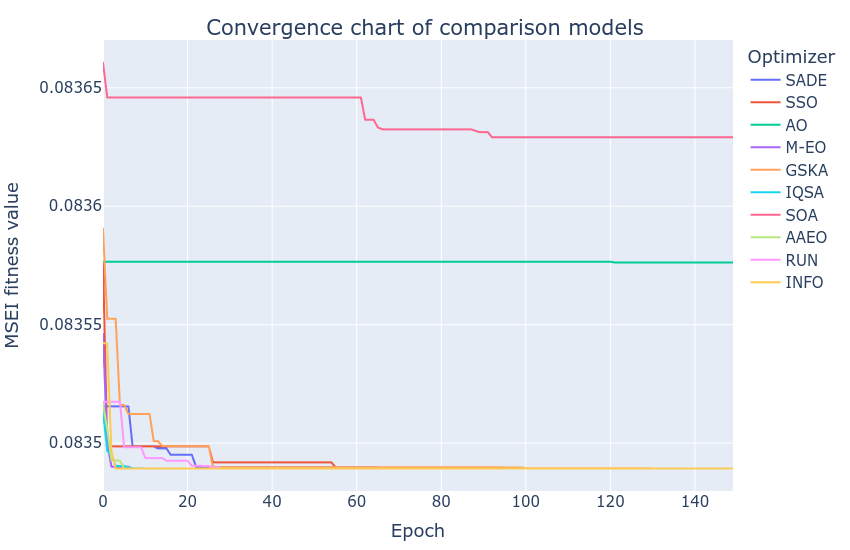 Convergence chart of comparison models
MSEI fitness value
0.08365
0.0836
0.08355
0.0835
0 20 40 60 80 100 120 140
Epoch
Optimizer
SADE
SSO
AO
M-EO
GSKA
IQSA
SOA
AAEO
RUN
INFO